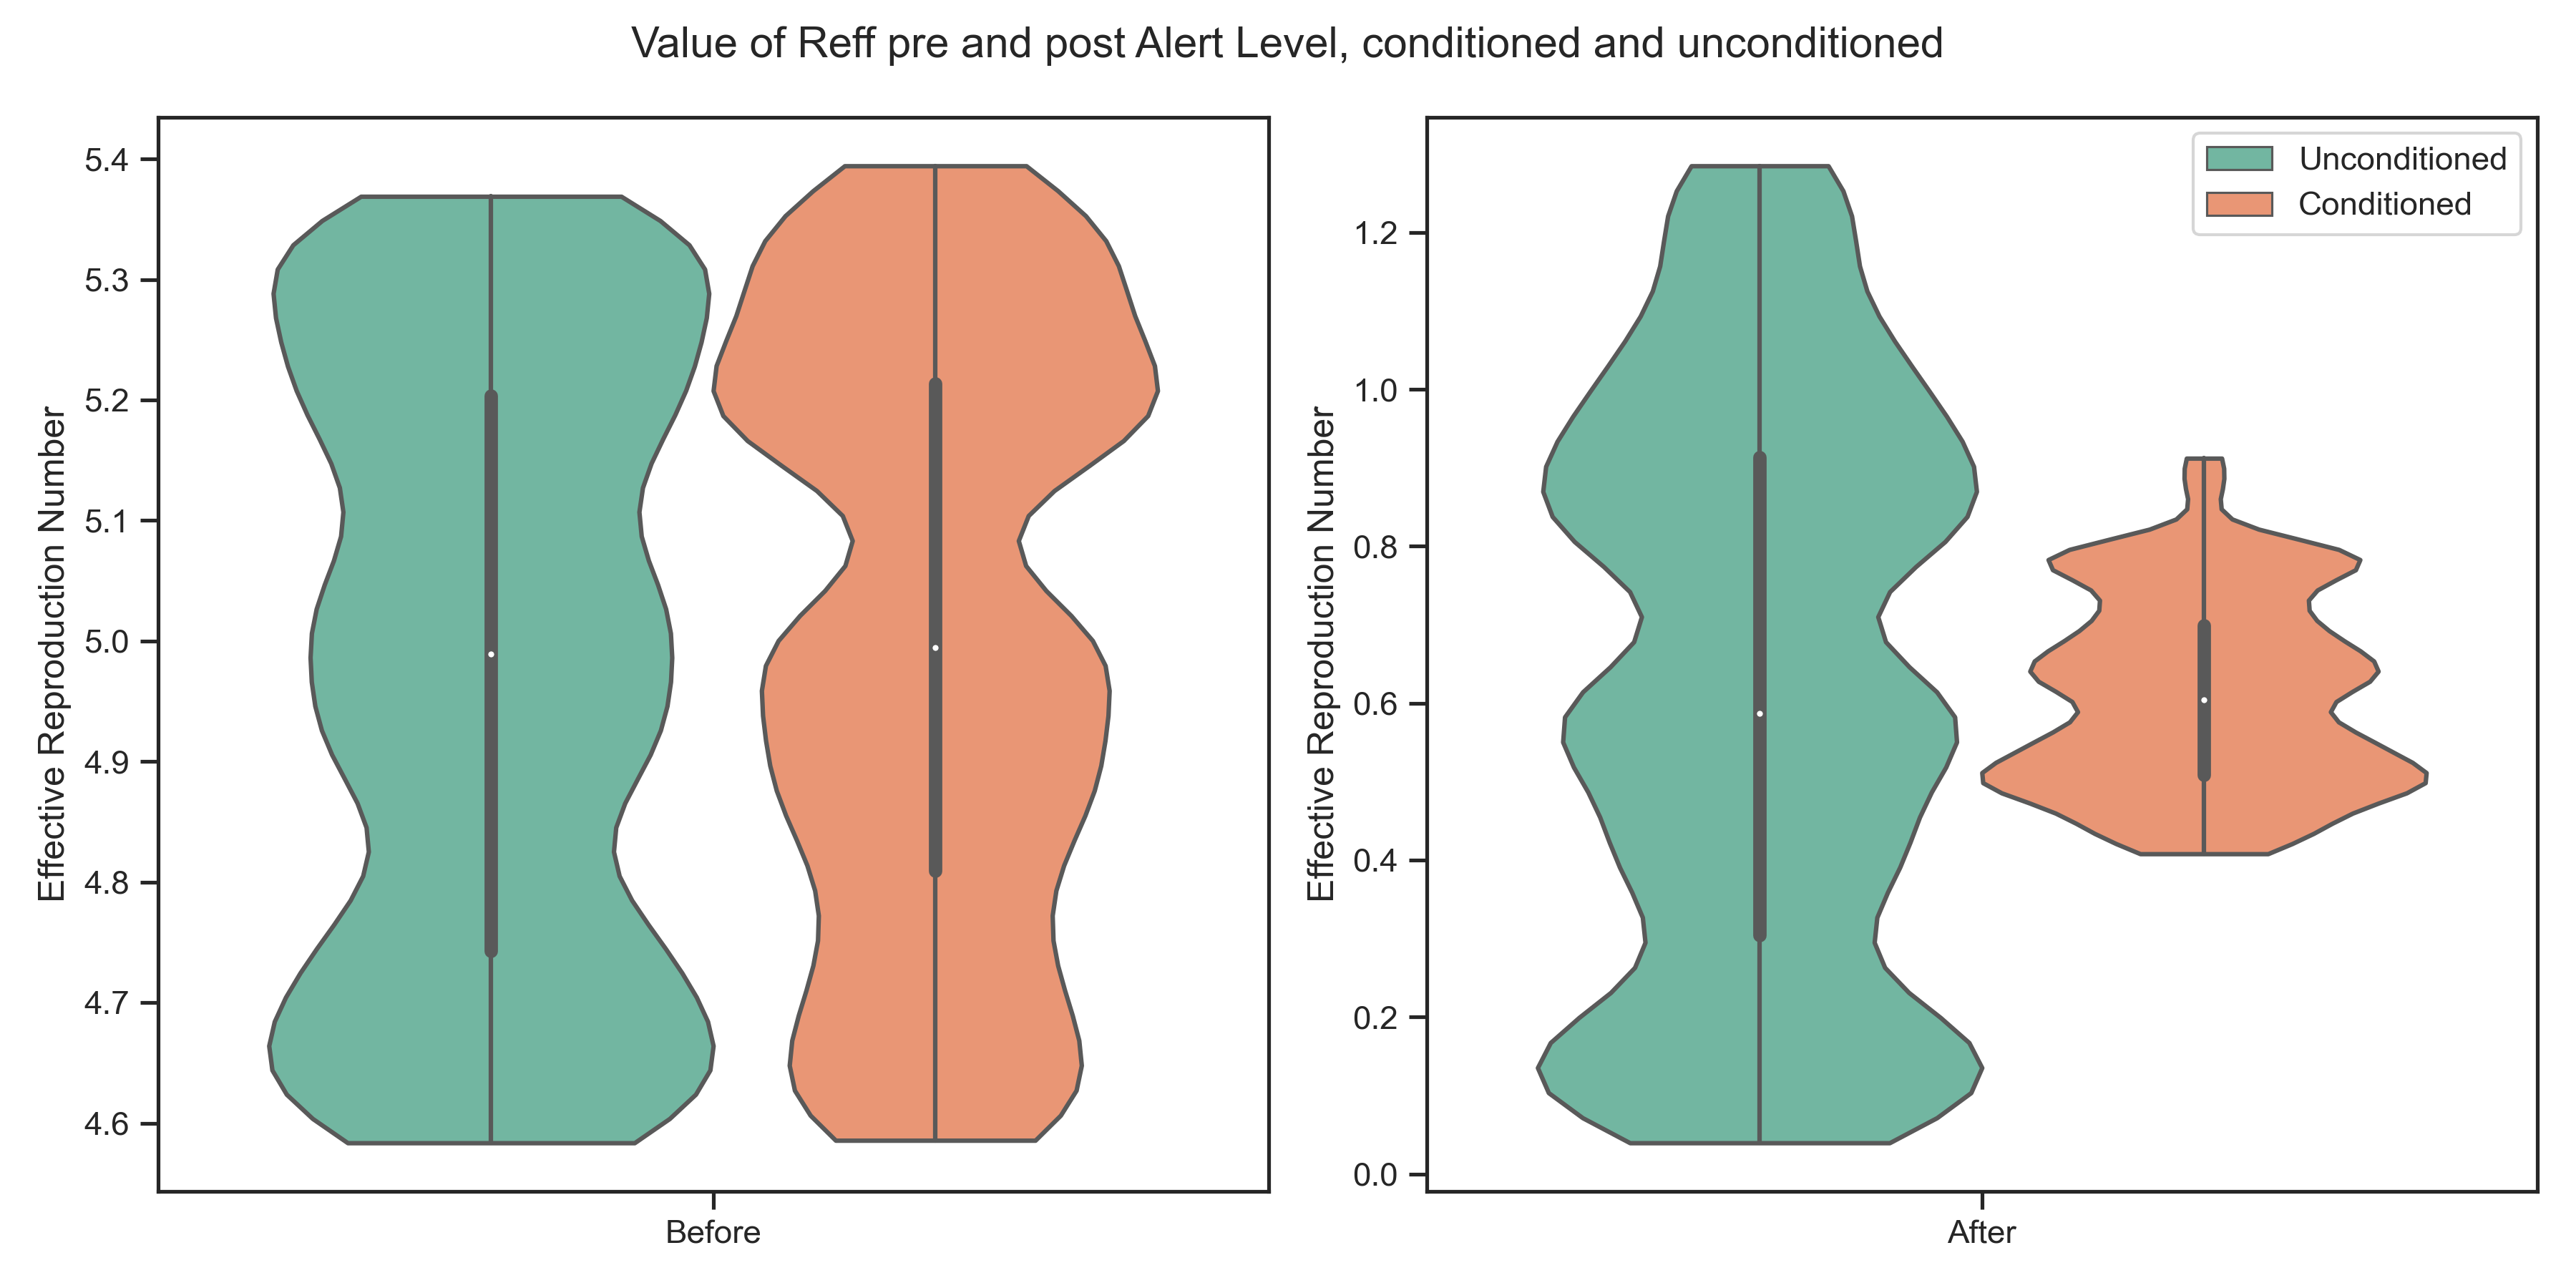 Value of Reff pre and post Alert Level, conditioned and unconditioned
Effective Reproduction Number
5.4
5.3
5.2
5.1
5.0
4.9
4.8
4.7
4.6
Before
Effective Reproduction Number
1.2
1.0
0.8
0.6
0.4
0.2
0.0
After
Unconditioned
Conditioned